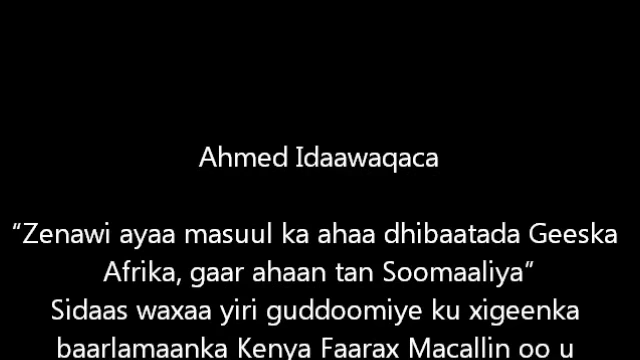 Ahmed Idaawaqaca
“Zenawi ayaa masuul ka ahaa dhibaatada Geeska
Afrika, gaar ahaan tan Soomaaliya”
Sidaas waxaa yiri guddoomiye ku xigeenka
baarlamaanka Kenya Faarax Macallin oo u